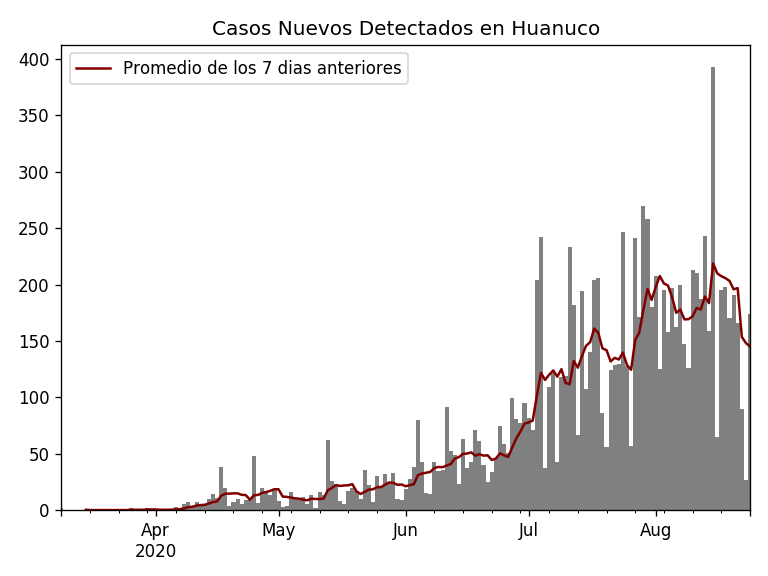 Casos Nuevos Detectados en Huanuco
Promedio de los 7 dias anteriores
400
350
300
250
200
150
100
50
0
Apr
2020
May
Jun
Jul
Aug